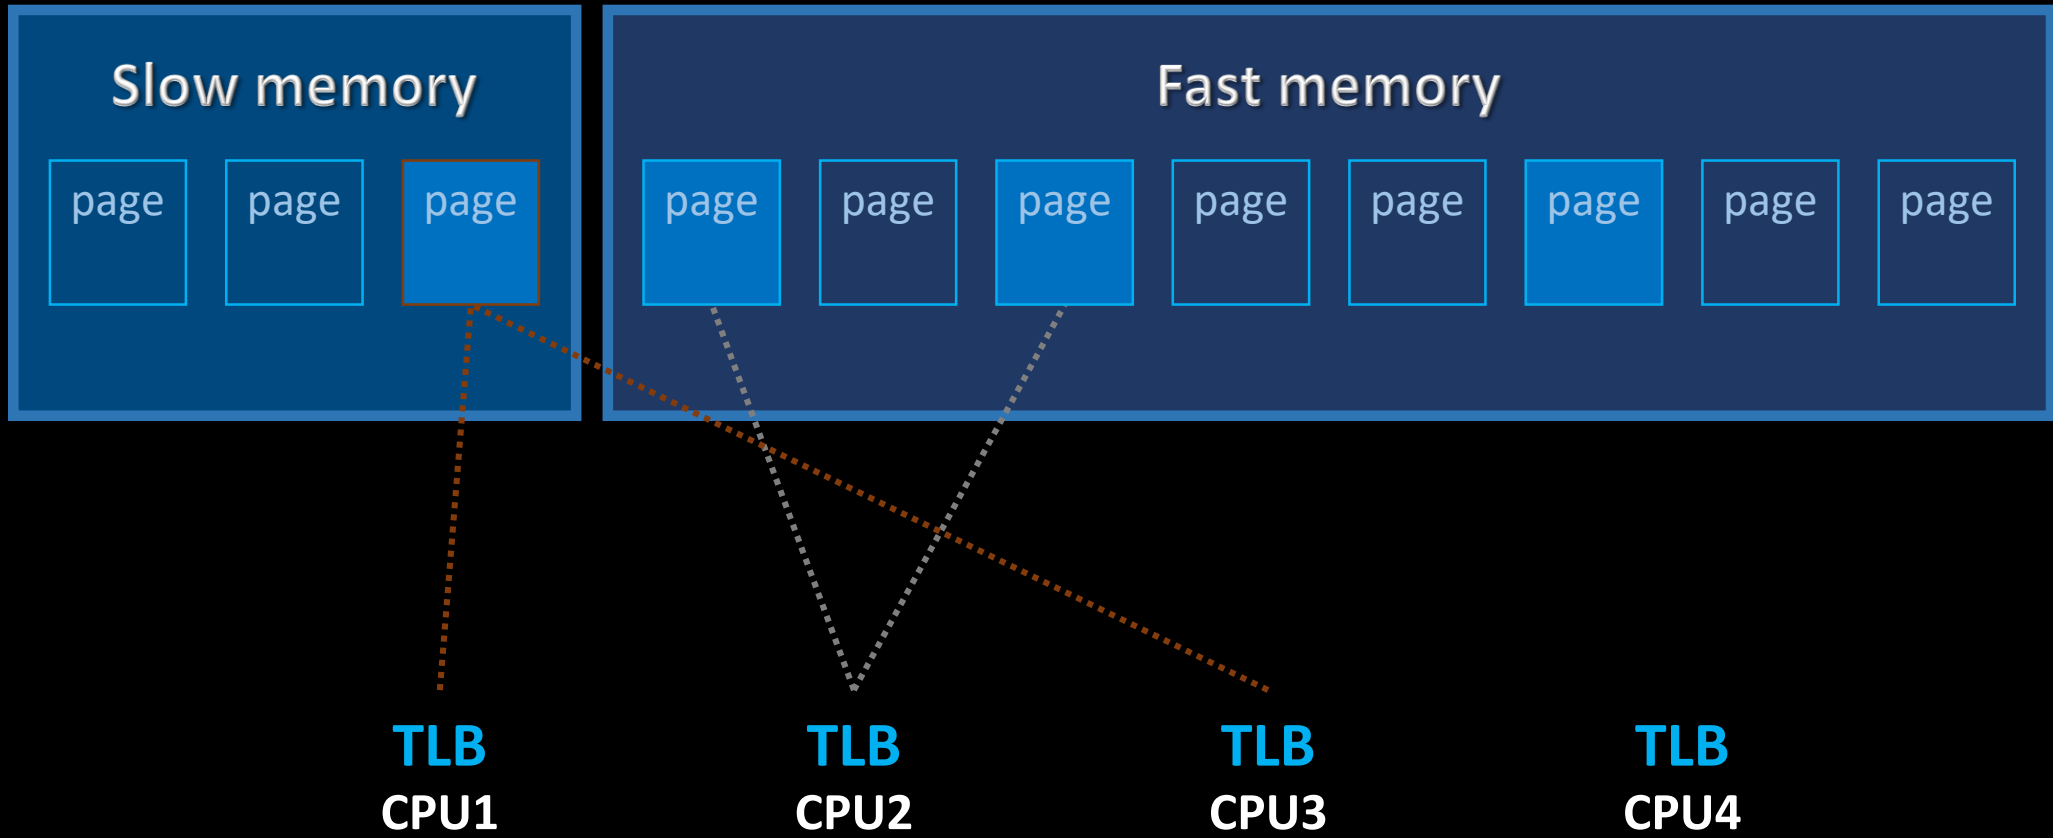 Slow memory
Fast memory
page page page
page page page page page page page page
TLB TLB TLB TLB
CPU1 CPU2 CPU3 CPU4